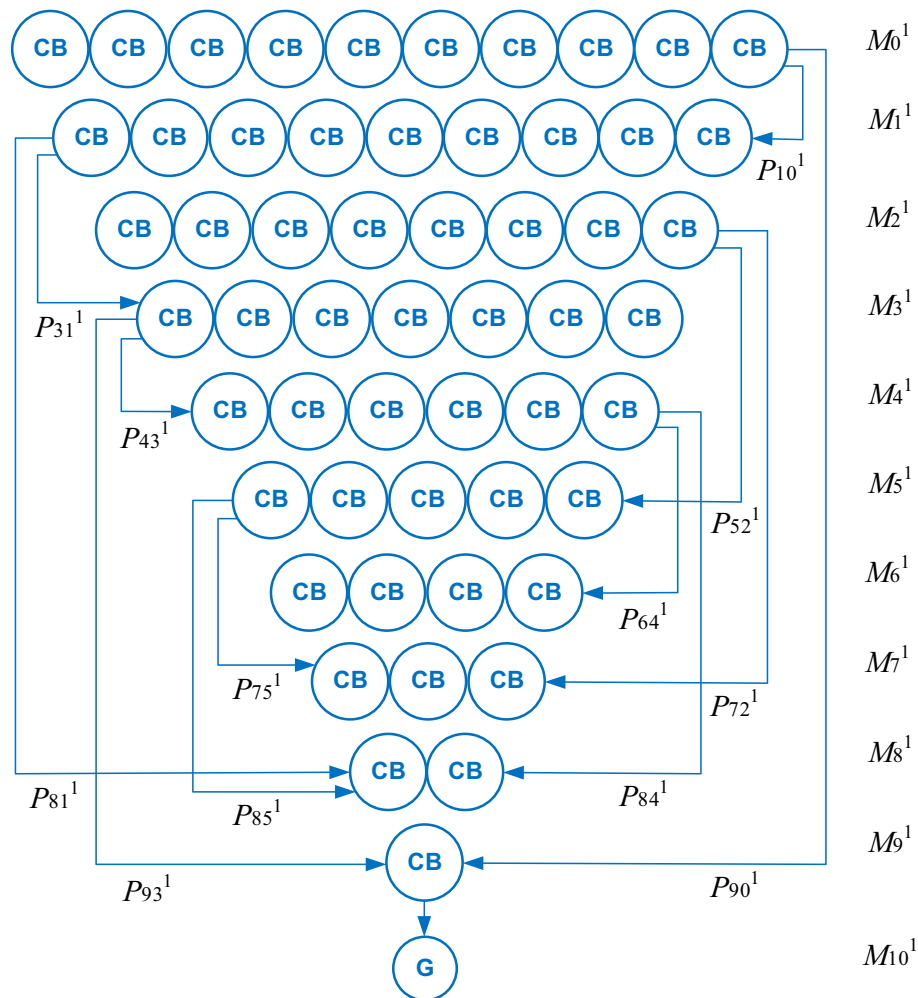 CB CB CB CB CB CB CB CB CB CB M₀¹
CB CB CB CB CB CB CB CB CB M₁¹
P₁₀¹
CB CB CB CB CB CB CB CB M₂¹
CB CB CB CB CB CB CB M₃¹
P₃₁¹
CB CB CB CB CB CB M₄¹
P₄₃¹
CB CB CB CB CB M₅¹
P₅₂¹
CB CB CB CB M₆¹
P₆₄¹
CB CB CB M₇¹
P₇₅¹ P₇₂¹
CB CB M₈¹
P₈₁¹ P₈₅¹ P₈₄¹
CB M₉¹
P₉₃¹ P₉₀¹
G M₁₀¹